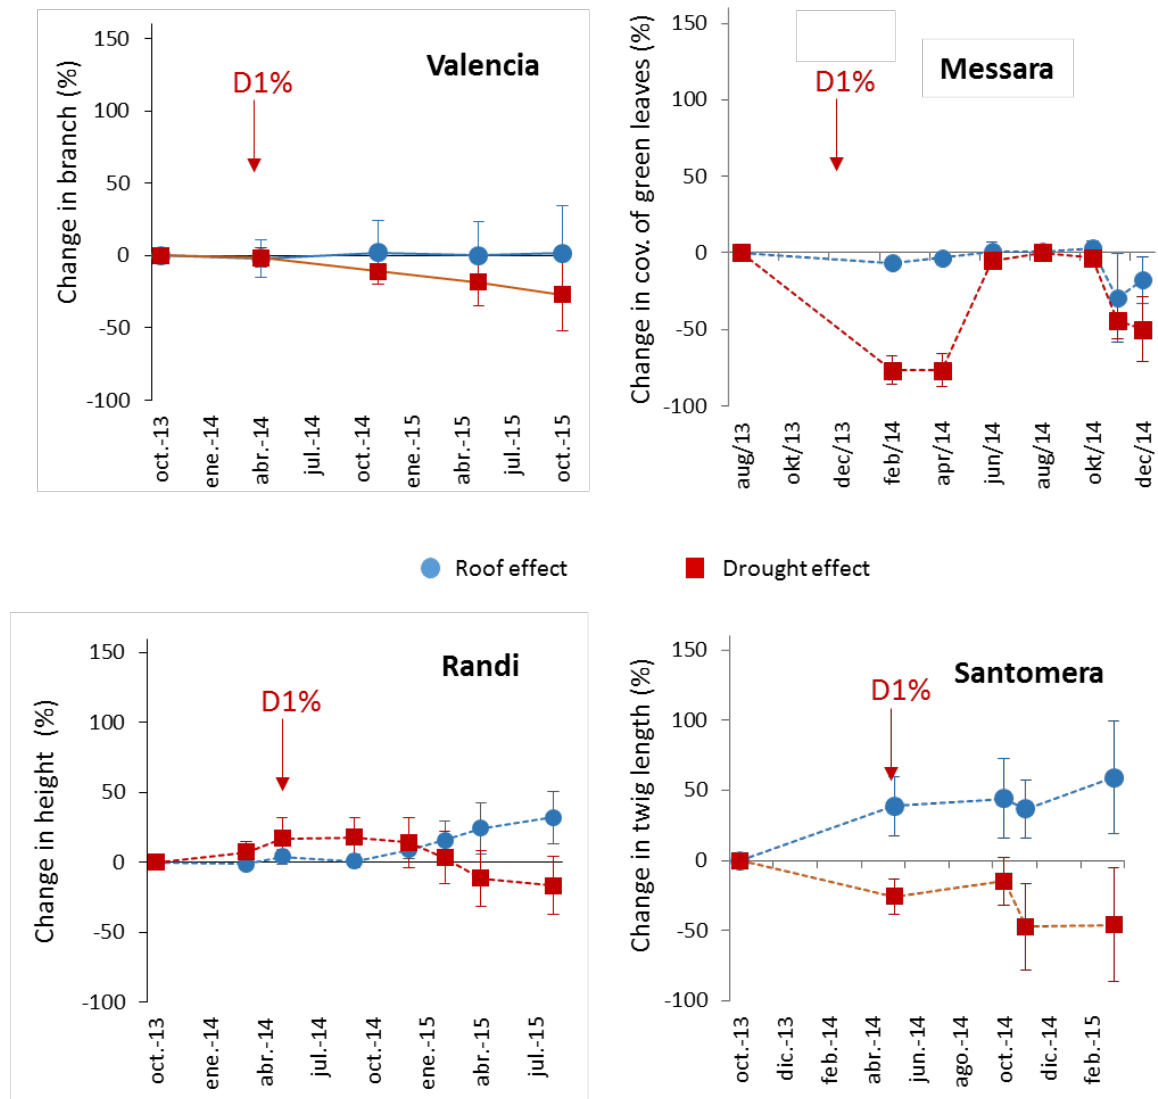 Valencia
D1%
Change in branch (%)
150
100
50
0
-50
-100
oct.-13
ene.-14
abr.-14
jul.-14
oct.-14
ene.-15
abr.-15
jul.-15
oct.-15
Messara
D1%
Change in cov. of green leaves (%)
150
100
50
0
-50
-100
aug/13
okt/13
dec/13
feb/14
apr/14
jun/14
aug/14
okt/14
dec/14
Roof effect
Drought effect
Randi
D1%
Change in height (%)
150
100
50
0
-50
-100
oct.-13
ene.-14
abr.-14
jul.-14
oct.-14
ene.-15
abr.-15
jul.-15
Santomera
D1%
Change in twig length (%)
150
100
50
0
-50
-100
oct.-13
dic.-13
feb.-14
abr.-14
jun.-14
ago.-14
oct.-14
dic.-14
feb.-15